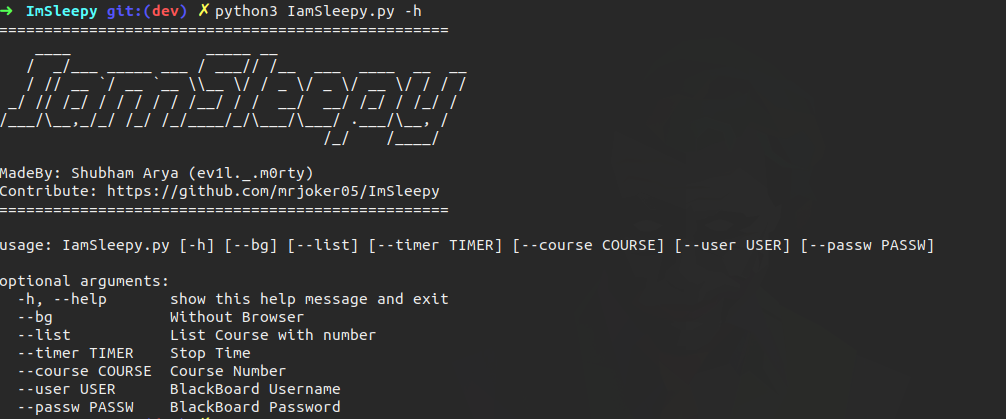 ➜ ImSleepy git:(dev) ✗ python3 IamSleepy.py -h
==================================================
IamSleepy
MadeBy: Shubham Arya (ev1l._.m0rty)
Contribute: https://github.com/mrjoker05/ImSleepy
==================================================
usage: IamSleepy.py [-h] [--bg] [--list] [--timer TIMER] [--course COURSE] [--user USER] [--passw PASSW]
optional arguments:
-h, --help show this help message and exit
--bg Without Browser
--list List Course with number
--timer TIMER Stop Time
--course COURSE Course Number
--user USER BlackBoard Username
--passw PASSW BlackBoard Password